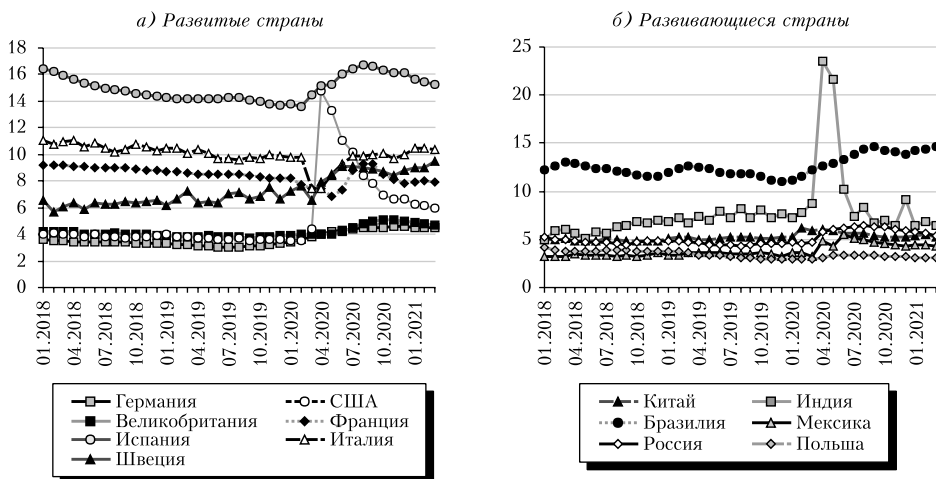 а) Развитые страны
18
16
14
12
10
8
6
4
2
0
01.2018
04.2018
07.2018
10.2018
01.2019
04.2019
07.2019
10.2019
01.2020
04.2020
07.2020
10.2020
01.2021
Германия
США
Великобритания
Франция
Испания
Италия
Швеция
б) Развивающиеся страны
25
20
15
10
5
0
01.2018
04.2018
07.2018
10.2018
01.2019
04.2019
07.2019
10.2019
01.2020
04.2020
07.2020
10.2020
01.2021
Китай
Индия
Бразилия
Мексика
Россия
Польша